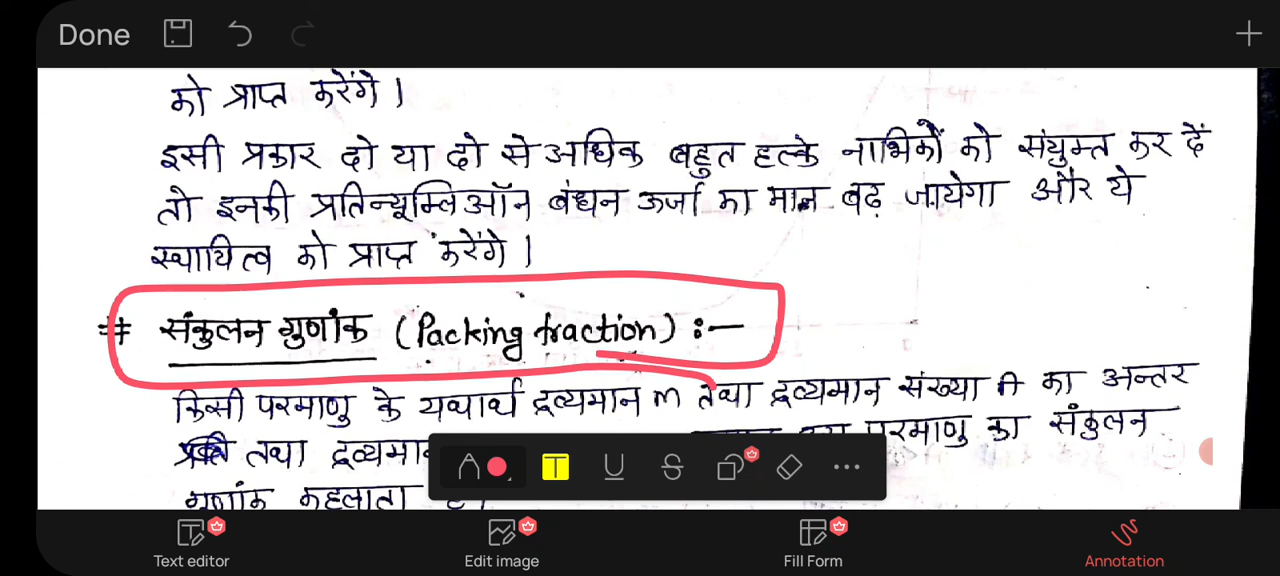 Done
को प्राप्त करेंगे।
इसी प्रकार दो या दो से अधिक बहुत हल्के नाभिकों को संयुक्त कर दें
तो इनकी प्रतिन्यूक्लिऑन बंधन ऊर्जा का मान बढ़ जायेगा और ये
स्थायित्व को प्राप्त करेंगे।
# संकुलन गुणांक (Packing fraction) :-
किसी परमाणु के यथार्थ द्रव्यमान m तथा द्रव्यमान संख्या A का अन्तर
तथा द्रव्यमान परमाणु का संकुलन
गुणांक कहलाता है।
Text editor
Edit image
Fill Form
Annotation